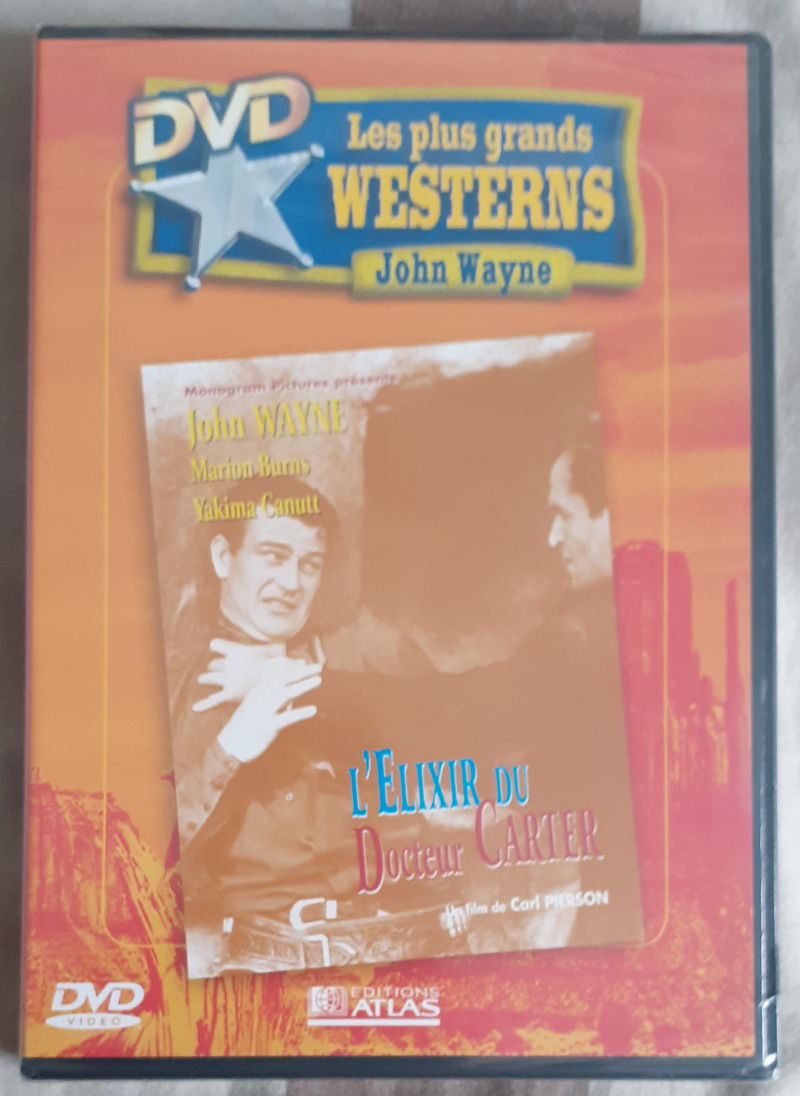 DVD
Les plus grands
WESTERNS
John Wayne
Monogram Pictures présente
John WAYNE
Marion Burns
Yakima Canutt
L'ELIXIR DU
Docteur CARTER
Un film de Carl PIERSON
DVD
VIDEO
EDITIONS
ATLAS